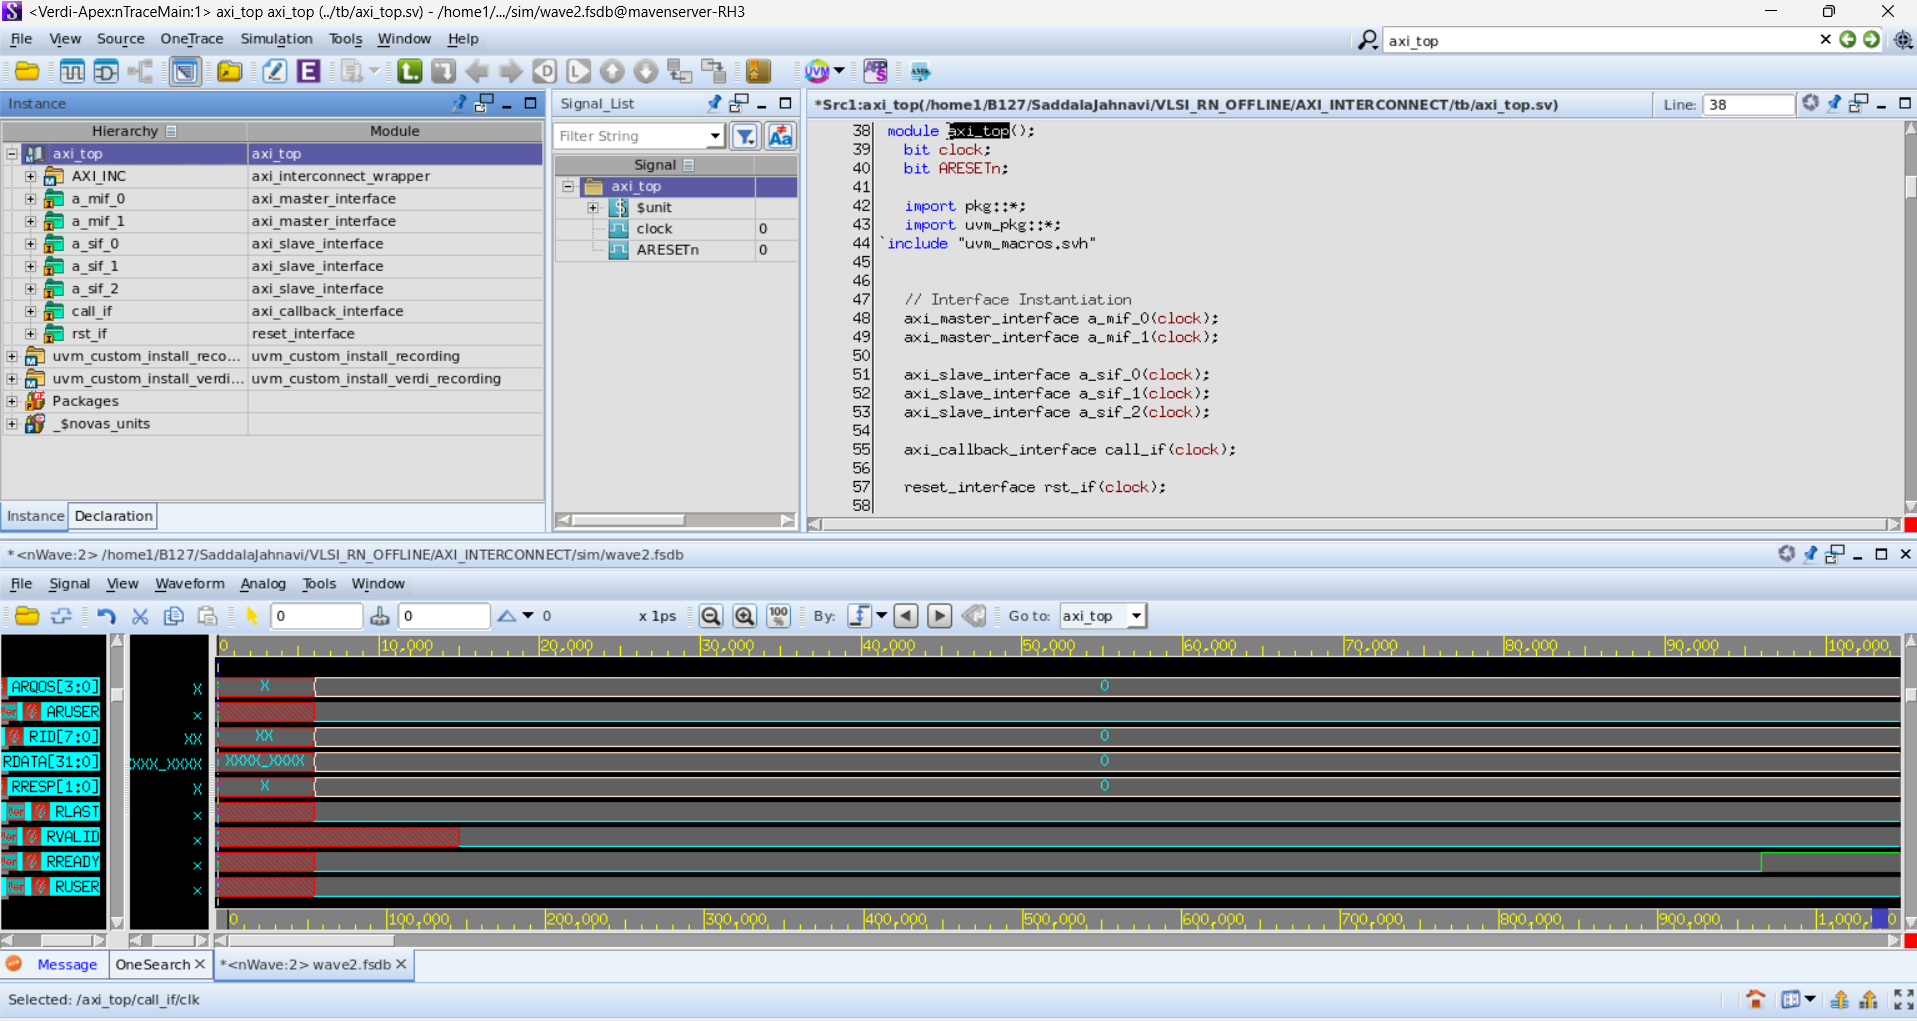 <Verdi-Apex:nTraceMain:1> axi_top axi_top (../tb/axi_top.sv) - /home1/.../sim/wave2.fsdb@mavenserver-RH3
File View Source OneTrace Simulation Tools Window Help
axi_top
Instance
Hierarchy Module
axi_top axi_top
AXI_INC axi_interconnect_wrapper
a_mif_0 axi_master_interface
a_mif_1 axi_master_interface
a_sif_0 axi_slave_interface
a_sif_1 axi_slave_interface
a_sif_2 axi_slave_interface
call_if axi_callback_interface
rst_if reset_interface
uvm_custom_install_reco... uvm_custom_install_recording
uvm_custom_install_verdi... uvm_custom_install_verdi_recording
Packages
_$novas_units
Instance Declaration
Signal_List
Filter String
Signal
axi_top
$unit
clock 0
ARESETn 0
*Src1:axi_top(/home1/B127/SaddalaJahnavi/VLSI_RN_OFFLINE/AXI_INTERCONNECT/tb/axi_top.sv)
Line: 38
38 module axi_top();
39 bit clock;
40 bit ARESETn;
41
42 import pkg::*;
43 import uvm_pkg::*;
44 `include "uvm_macros.svh"
45
46
47 // Interface Instantiation
48 axi_master_interface a_mif_0(clock);
49 axi_master_interface a_mif_1(clock);
50
51 axi_slave_interface a_sif_0(clock);
52 axi_slave_interface a_sif_1(clock);
53 axi_slave_interface a_sif_2(clock);
54
55 axi_callback_interface call_if(clock);
56
57 reset_interface rst_if(clock);
58
*<nWave:2> /home1/B127/SaddalaJahnavi/VLSI_RN_OFFLINE/AXI_INTERCONNECT/sim/wave2.fsdb
File Signal View Waveform Analog Tools Window
0 0 0 x 1ps 100 % By: Go to: axi_top
0 10,000 20,000 30,000 40,000 50,000 60,000 70,000 80,000 90,000 100,000
ARQOS[3:0] X X 0
ARUSER x
RID[7:0] XX XX 0
RDATA[31:0] XXX_XXXX XXXX_XXXX 0
RRESP[1:0] X X 0
RLAST x
RVALID x
RREADY x
RUSER x
0 100,000 200,000 300,000 400,000 500,000 600,000 700,000 800,000 900,000
Message OneSearch *<nWave:2> wave2.fsdb
Selected: /axi_top/call_if/clk